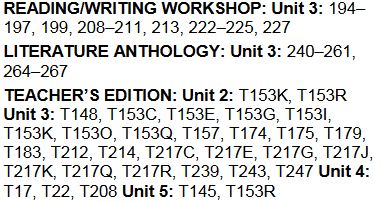 READING/WRITING WORKSHOP: Unit 3: 194–
197, 199, 208–211, 213, 222–225, 227
LITERATURE ANTHOLOGY: Unit 3: 240–261,
264–267
TEACHER'S EDITION: Unit 2: T153K, T153R
Unit 3: T148, T153C, T153E, T153G, T153I,
T153K, T153O, T153Q, T157, T174, T175, T179,
T183, T212, T214, T217C, T217E, T217G, T217J,
T217K, T217Q, T217R, T239, T243, T247 Unit 4:
T17, T22, T208 Unit 5: T145, T153R